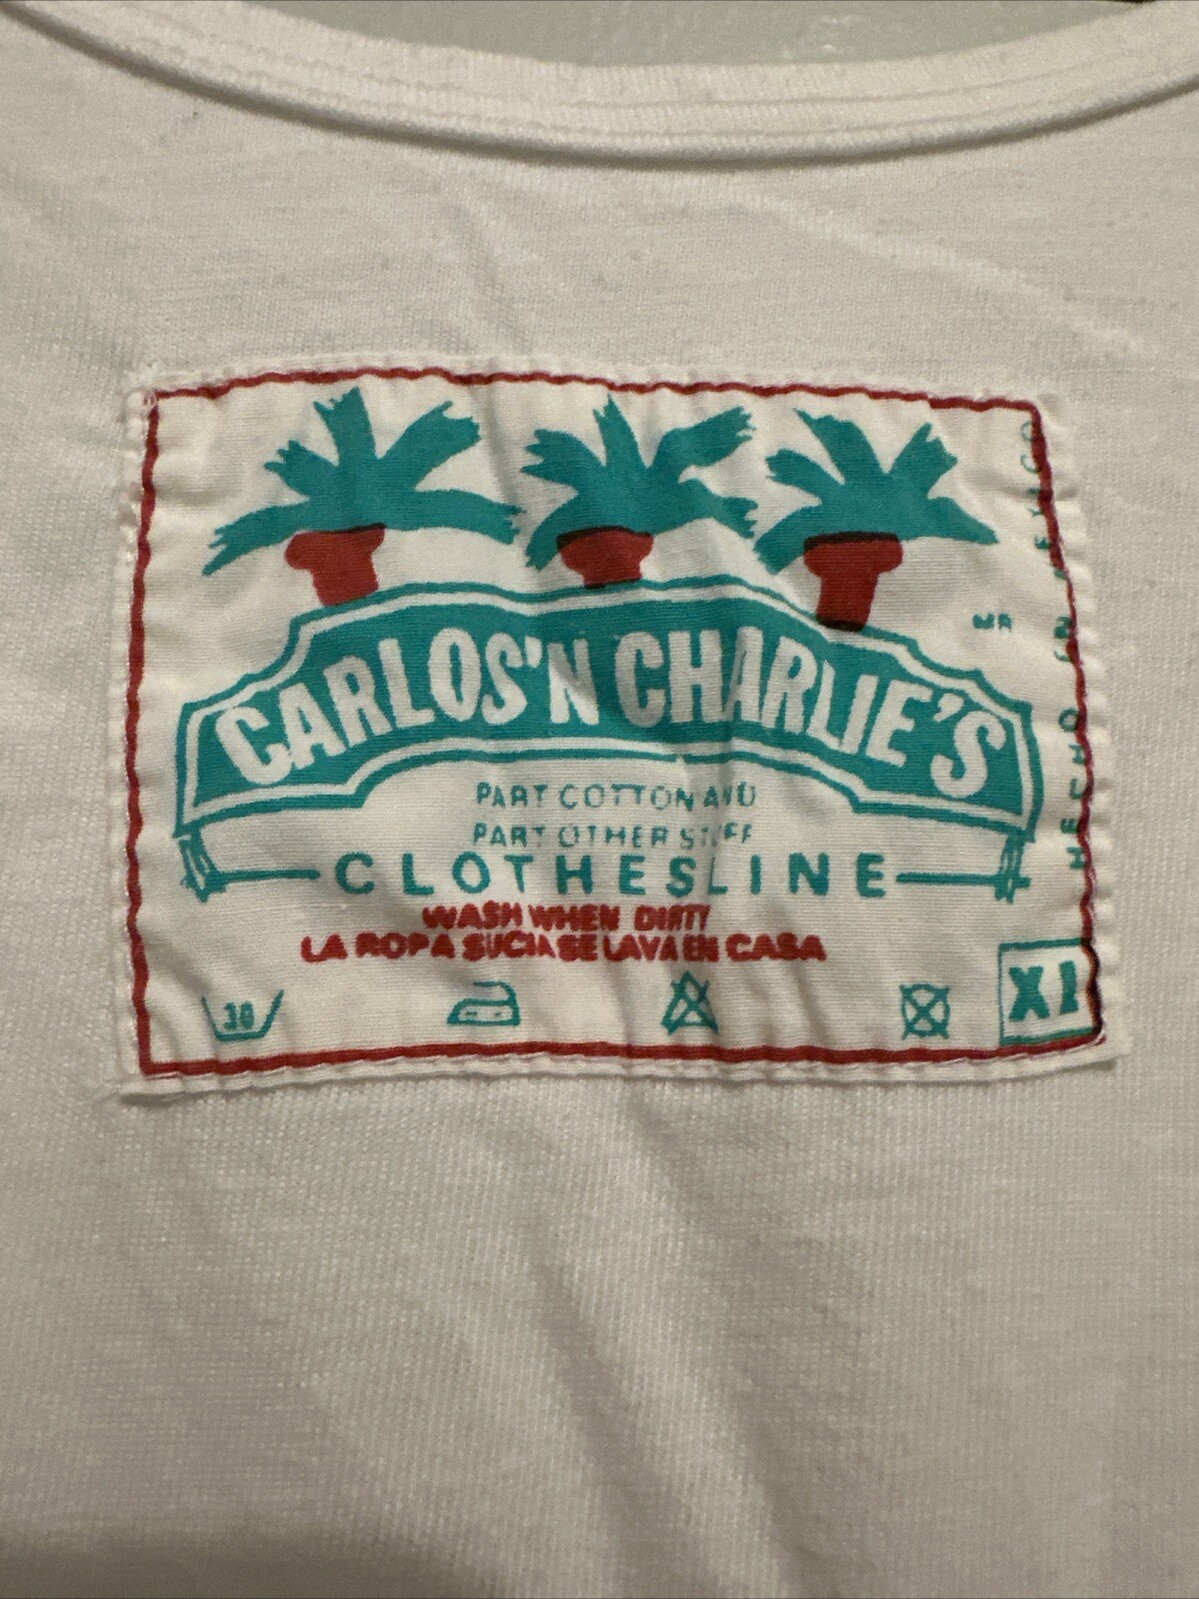 CARLOS'N CHARLIE'S
MR
PART COTTON AND
PART OTHER STUFF
CLOTHESLINE
WASH WHEN DIRTY
LA ROPA SUCIA SE LAVA EN CASA
30
XL
HECHO EN MEXICO